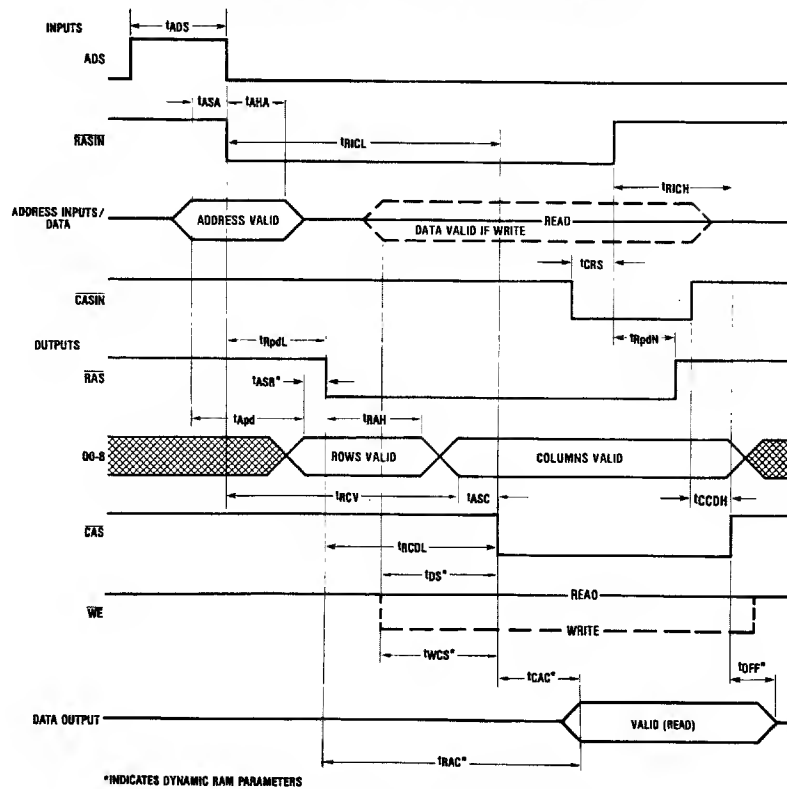 INPUTS
tADS
ADS
tASA tAHA
RASIN
tRICL
tRICH
ADDRESS INPUTS/
DATA
ADDRESS VALID
READ
DATA VALID IF WRITE
tCRS
CASIN
OUTPUTS
tRpdL
tRpdN
RAS
tASR*
tApd
tRAH
Q0-8
ROWS VALID
COLUMNS VALID
tRCV
tASC
tCCDH
CAS
tRCDL
tDS*
READ
WE
WRITE
tWCS*
tCAC*
tOFF*
DATA OUTPUT
VALID (READ)
tRAC*
*INDICATES DYNAMIC RAM PARAMETERS